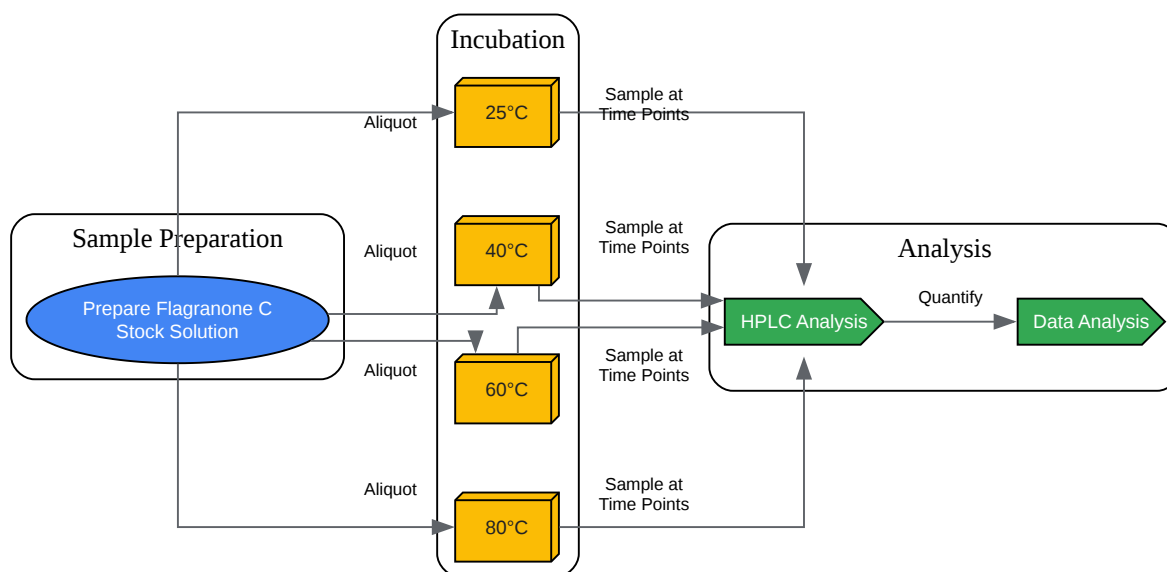 Incubation
25°C
Sample at
Time Points
Aliquot
Sample Preparation
Aliquot
40°C
Sample at
Time Points
Analysis
Prepare Flagranone C
Stock Solution
Quantify
HPLC Analysis
Data Analysis
Aliquot
60°C
Sample at
Time Points
Aliquot
80°C
Sample at
Time Points